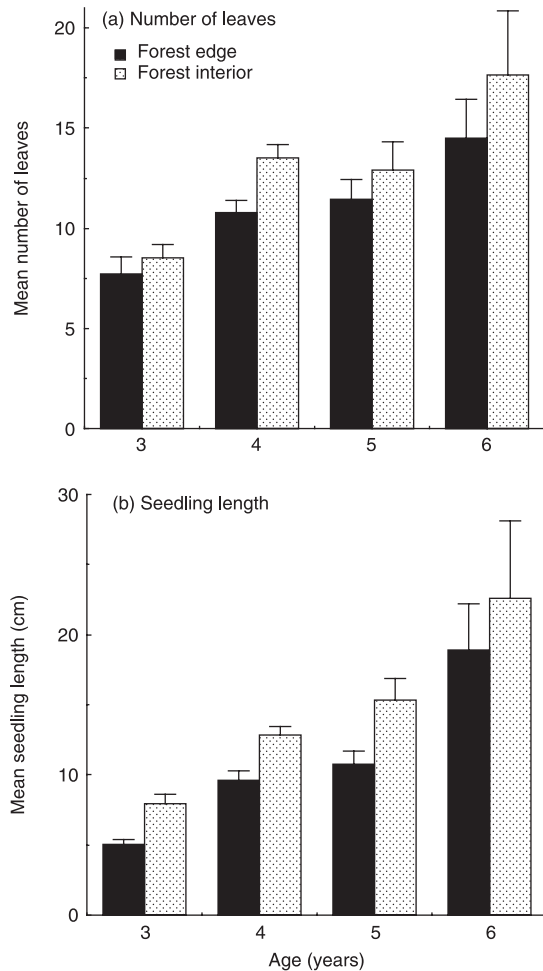 (a) Number of leaves
Forest edge
Forest interior
Mean number of leaves
20
15
10
5
0
3 4 5 6
(b) Seedling length
Mean seedling length (cm)
30
20
10
0
3 4 5 6
Age (years)